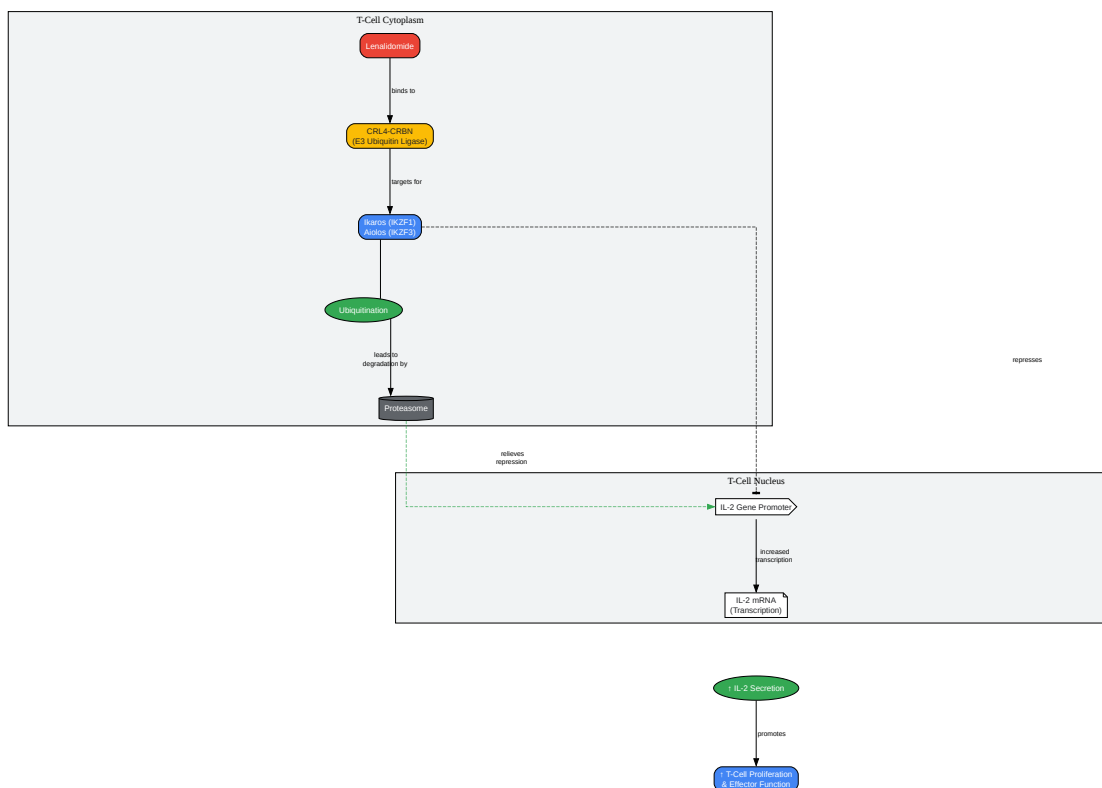 T-Cell Cytoplasm
Lenalidomide
binds to
CRL4-CRBN
(E3 Ubiquitin Ligase)
targets for
Ikaros (IKZF1)
Aiolos (IKZF3)
Ubiquitination
leads to
degradation by
represses
Proteasome
relieves
repression
T-Cell Nucleus
IL-2 Gene Promoter
increased
transcription
IL-2 mRNA
(Transcription)
↑ IL-2 Secretion
promotes
↑ T-Cell Proliferation
& Effector Function